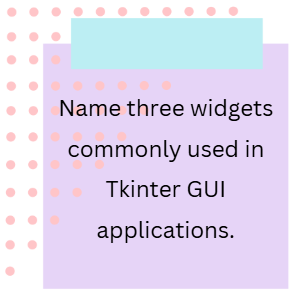 Name three widgets
commonly used in
Tkinter GUI
applications.